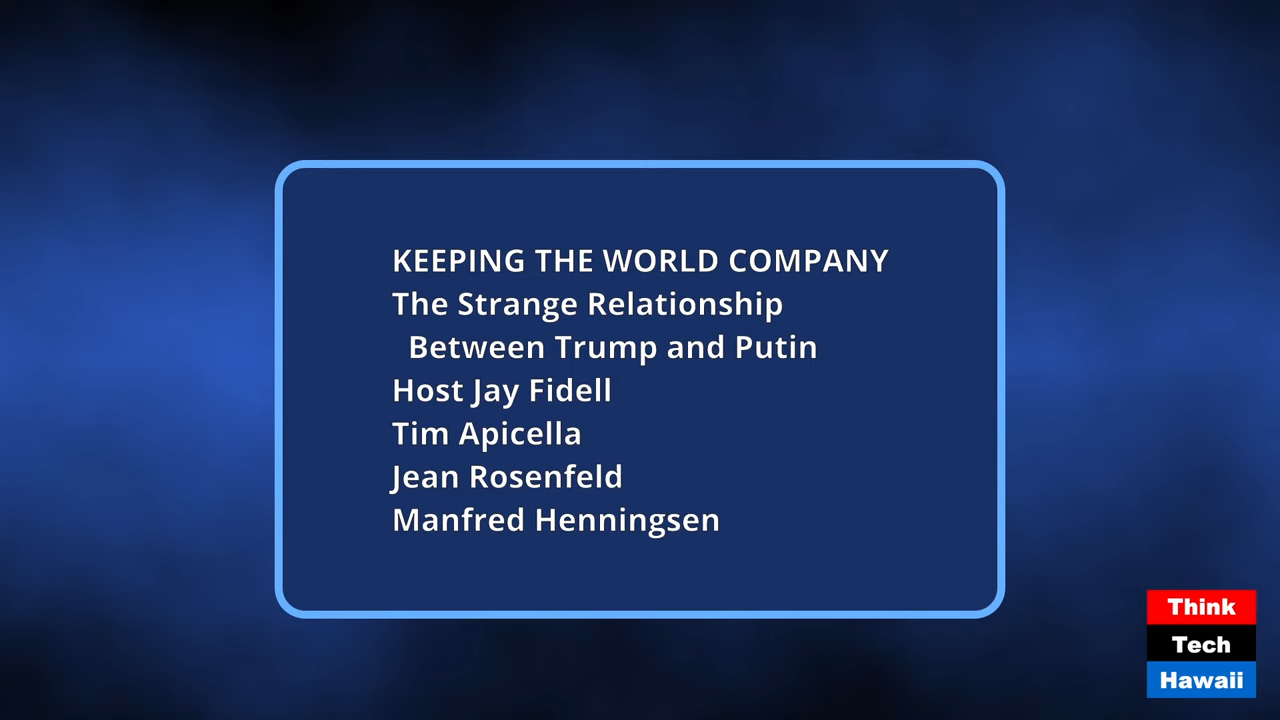 KEEPING THE WORLD COMPANY
The Strange Relationship
Between Trump and Putin
Host Jay Fidell
Tim Apicella
Jean Rosenfeld
Manfred Henningsen
Think
Tech
Hawaii